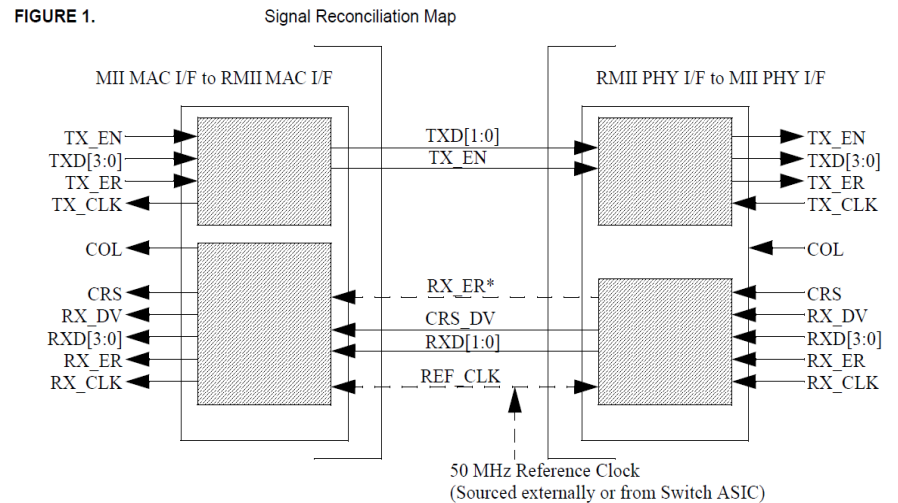 FIGURE 1. Signal Reconciliation Map
MII MAC I/F to RMII MAC I/F
RMII PHY I/F to MII PHY I/F
TX_EN
TXD[3:0]
TX_ER
TX_CLK
COL
CRS
RX_DV
RXD[3:0]
RX_ER
RX_CLK
TXD[1:0]
TX_EN
RX_ER*
CRS_DV
RXD[1:0]
REF_CLK
TX_EN
TXD[3:0]
TX_ER
TX_CLK
COL
CRS
RX_DV
RXD[3:0]
RX_ER
RX_CLK
50 MHz Reference Clock
(Sourced externally or from Switch ASIC)